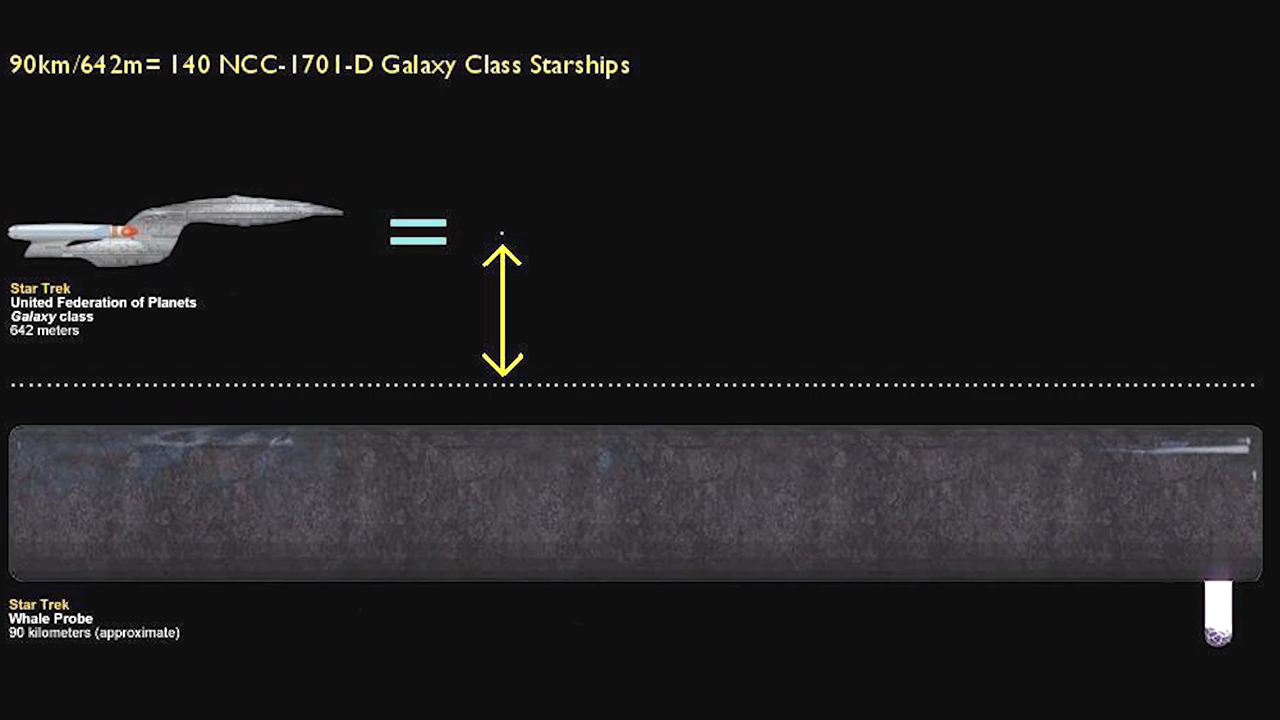 90km/642m= 140 NCC-1701-D Galaxy Class Starships
Star Trek
United Federation of Planets
Galaxy class
642 meters
Star Trek
Whale Probe
90 kilometers (approximate)